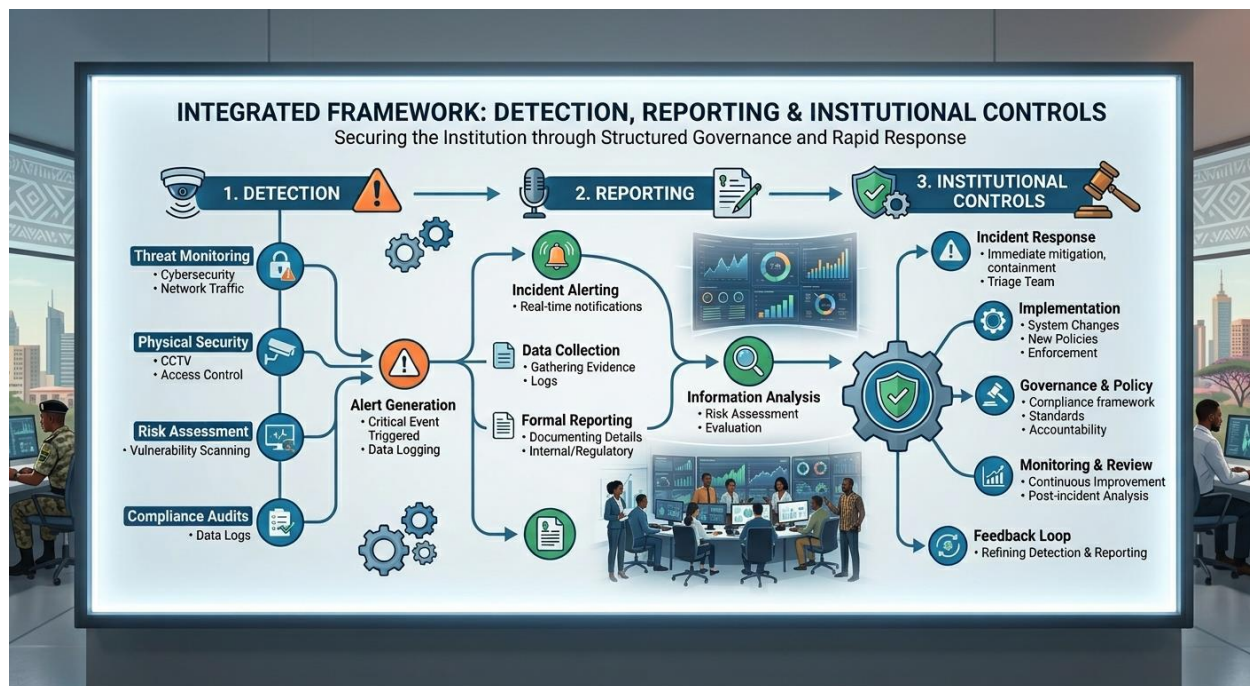 INTEGRATED FRAMEWORK: DETECTION, REPORTING & INSTITUTIONAL CONTROLS
Securing the Institution through Structured Governance and Rapid Response
1. DETECTION
2. REPORTING
3. INSTITUTIONAL
CONTROLS
Threat Monitoring
• Cybersecurity
• Network Traffic
Physical Security
• CCTV
• Access Control
Risk Assessment
• Vulnerability Scanning
Compliance Audits
• Data Logs
Alert Generation
• Critical Event
Triggered
• Data Logging
Incident Alerting
• Real-time notifications
Data Collection
• Gathering Evidence
• Logs
Formal Reporting
• Documenting Details
• Internal/Regulatory
Information Analysis
• Risk Assessment
• Evaluation
Incident Response
• Immediate mitigation,
containment
• Triage Team
Implementation
• System Changes
• New Policies
• Enforcement
Governance & Policy
• Compliance framework
• Standards
• Accountability
Monitoring & Review
• Continuous Improvement
• Post-incident Analysis
Feedback Loop
• Refining Detection & Reporting